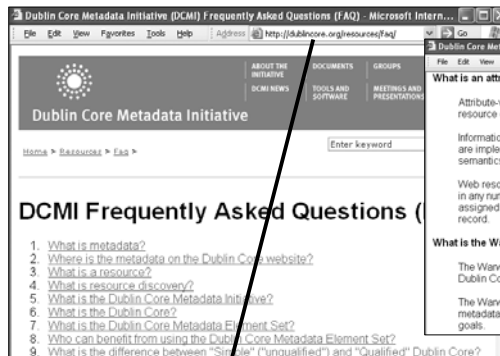 Dublin Core Metadata Initiative (DCMI) Frequently Asked Questions (FAQ) - Microsoft Intern...
File Edit View Favorites Tools Help Address http://dublincore.org/resources/faq/ Go
ABOUT THE INITIATIVE DOCUMENTS GROUPS
DCMI NEWS TOOLS AND SOFTWARE MEETINGS AND PRESENTATIONS
Dublin Core Metadata Initiative
Home > Resources > Faq >
Enter keyword
DCMI Frequently Asked Questions (
1. What is metadata?
2. Where is the metadata on the Dublin Core website?
3. What is a resource?
4. What is resource discovery?
5. What is the Dublin Core Metadata Initiative?
6. What is the Dublin Core?
7. What is the Dublin Core Metadata Element Set?
8. Who can benefit from using the Dublin Core Metadata Element Set?
9. What is the difference between "Simple" ("unqualified") and "Qualified" Dublin Core?
Dublin Core Met
File Edit View
What is an att
Attribute-
resource
Informatio
are imple
semantic
Web reso
in any nu
assigned
record.
What is the Wa
The Warw
Dublin Co
The Warw
metadata
goals.